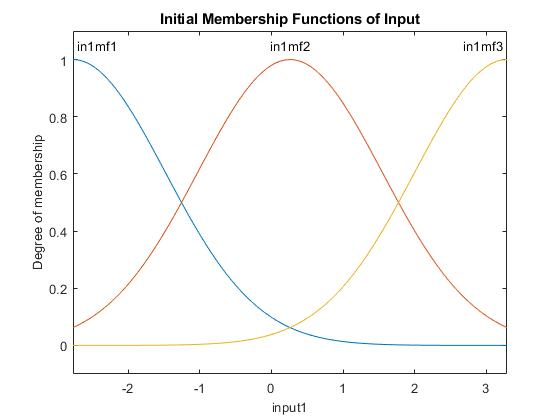 Initial Membership Functions of Input
in1mf1 in1mf2 in1mf3
1
0.8
0.6
0.4
0.2
0
Degree of membership
-2 -1 0 1 2 3
input1